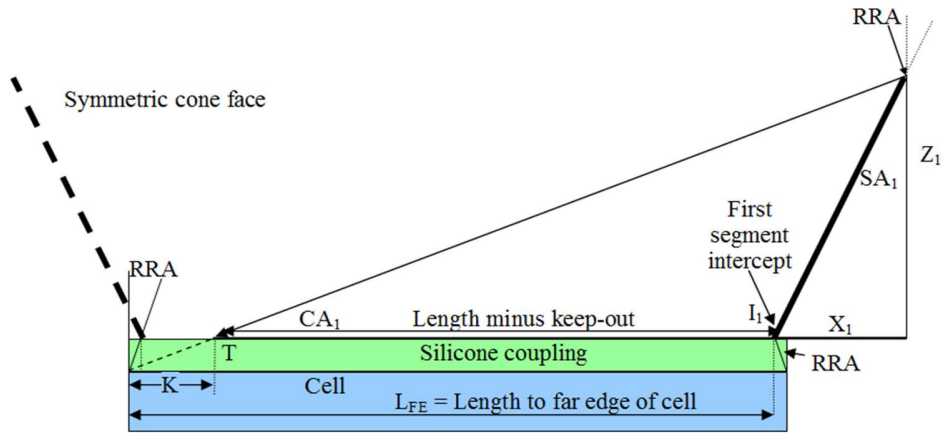 RRA
Symmetric cone face
Z₁
SA₁
First
segment
intercept
RRA
CA₁
Length minus keep-out
I₁
X₁
T
Silicone coupling
RRA
K
Cell
L_FE = Length to far edge of cell